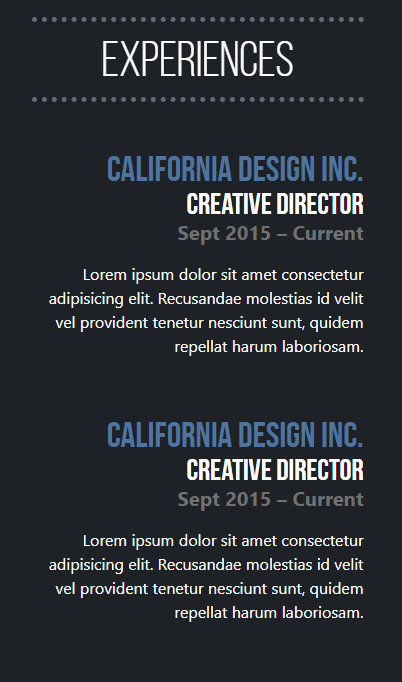 EXPERIENCES
CALIFORNIA DESIGN INC.
CREATIVE DIRECTOR
Sept 2015 – Current
Lorem ipsum dolor sit amet consectetur
adipisicing elit. Recusandae molestias id velit
vel provident tenetur nesciunt sunt, quidem
repellat harum laboriosam.
CALIFORNIA DESIGN INC.
CREATIVE DIRECTOR
Sept 2015 – Current
Lorem ipsum dolor sit amet consectetur
adipisicing elit. Recusandae molestias id velit
vel provident tenetur nesciunt sunt, quidem
repellat harum laboriosam.